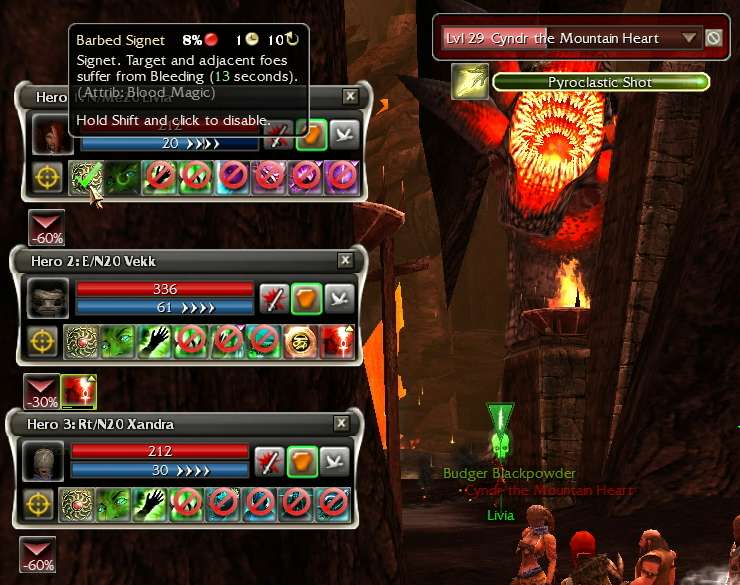 Barbed Signet 8% 1 10
Signet. Target and adjacent foes
suffer from Bleeding (13 seconds).
(Attrib: Blood Magic)
Hold Shift and click to disable.
Lvl 29 Cyndr the Mountain Heart
Pyroclastic Shot
Hero
Livia
212
20
-60%
Hero 2: E/N20 Vekk
336
61
-30%
Hero 3: Rt/N20 Xandra
212
30
-60%
Budger Blackpowder
Cyndr the Mountain Heart
Livia